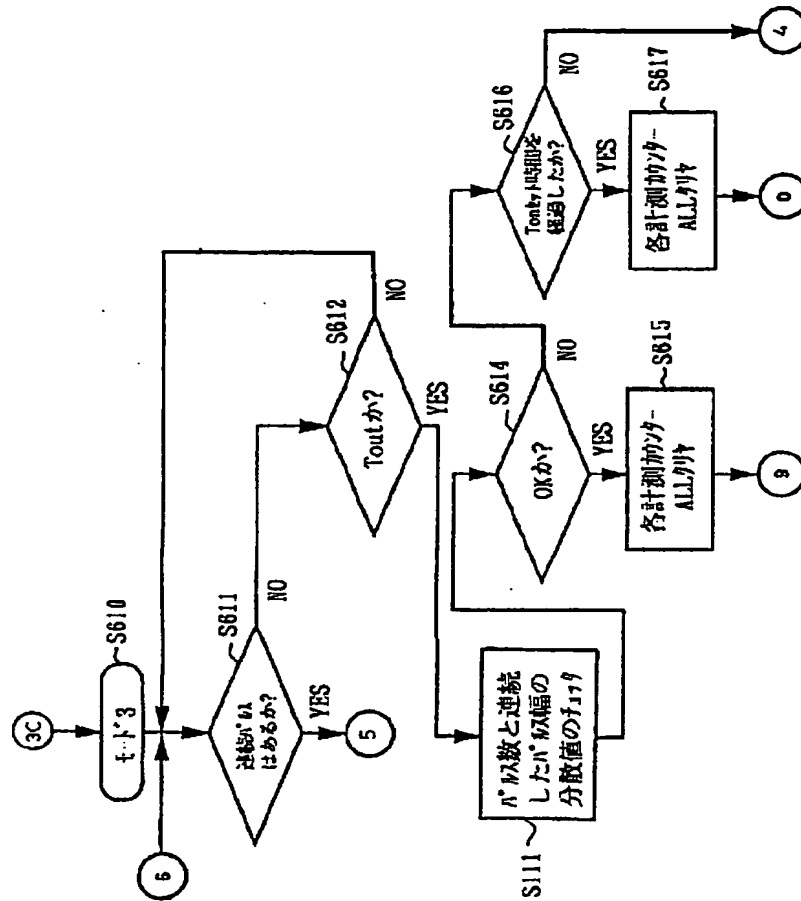 3C
S610
モード3
6
S611
連続パルス
はあるか?
NO
YES
5
S612
Toutか?
NO
YES
S111
パルス数と連続
したパルス幅の
分散値のチェック
S614
OKか?
NO
YES
S615
各計測カウンター
ALLクリヤ
9
S616
Tonセット時間を
経過したか?
NO
YES
4
S617
各計測カウンター
ALLクリヤ
0